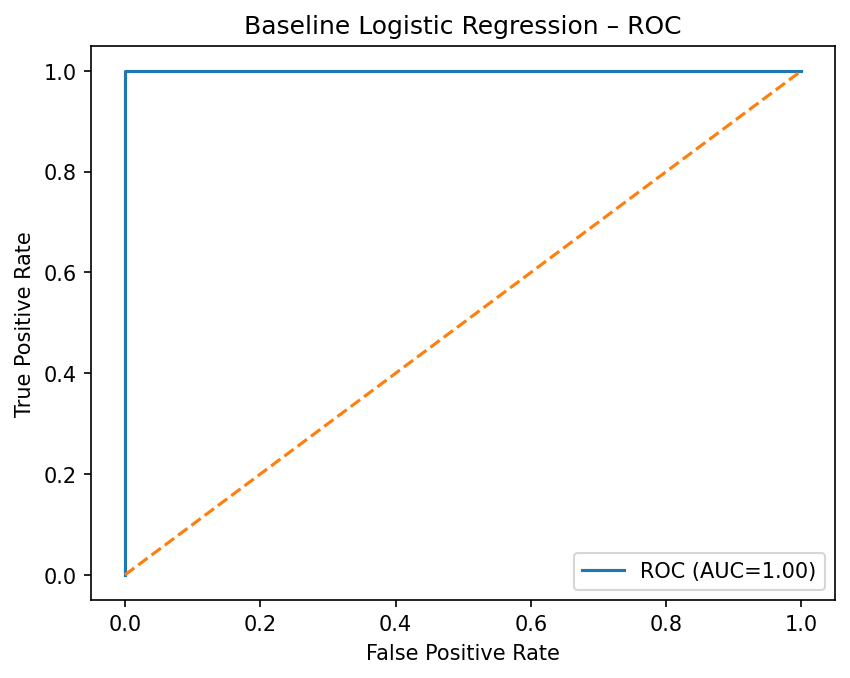 Baseline Logistic Regression – ROC
1.0
0.8
0.6
0.4
0.2
0.0
True Positive Rate
ROC (AUC=1.00)
0.0 0.2 0.4 0.6 0.8 1.0
False Positive Rate